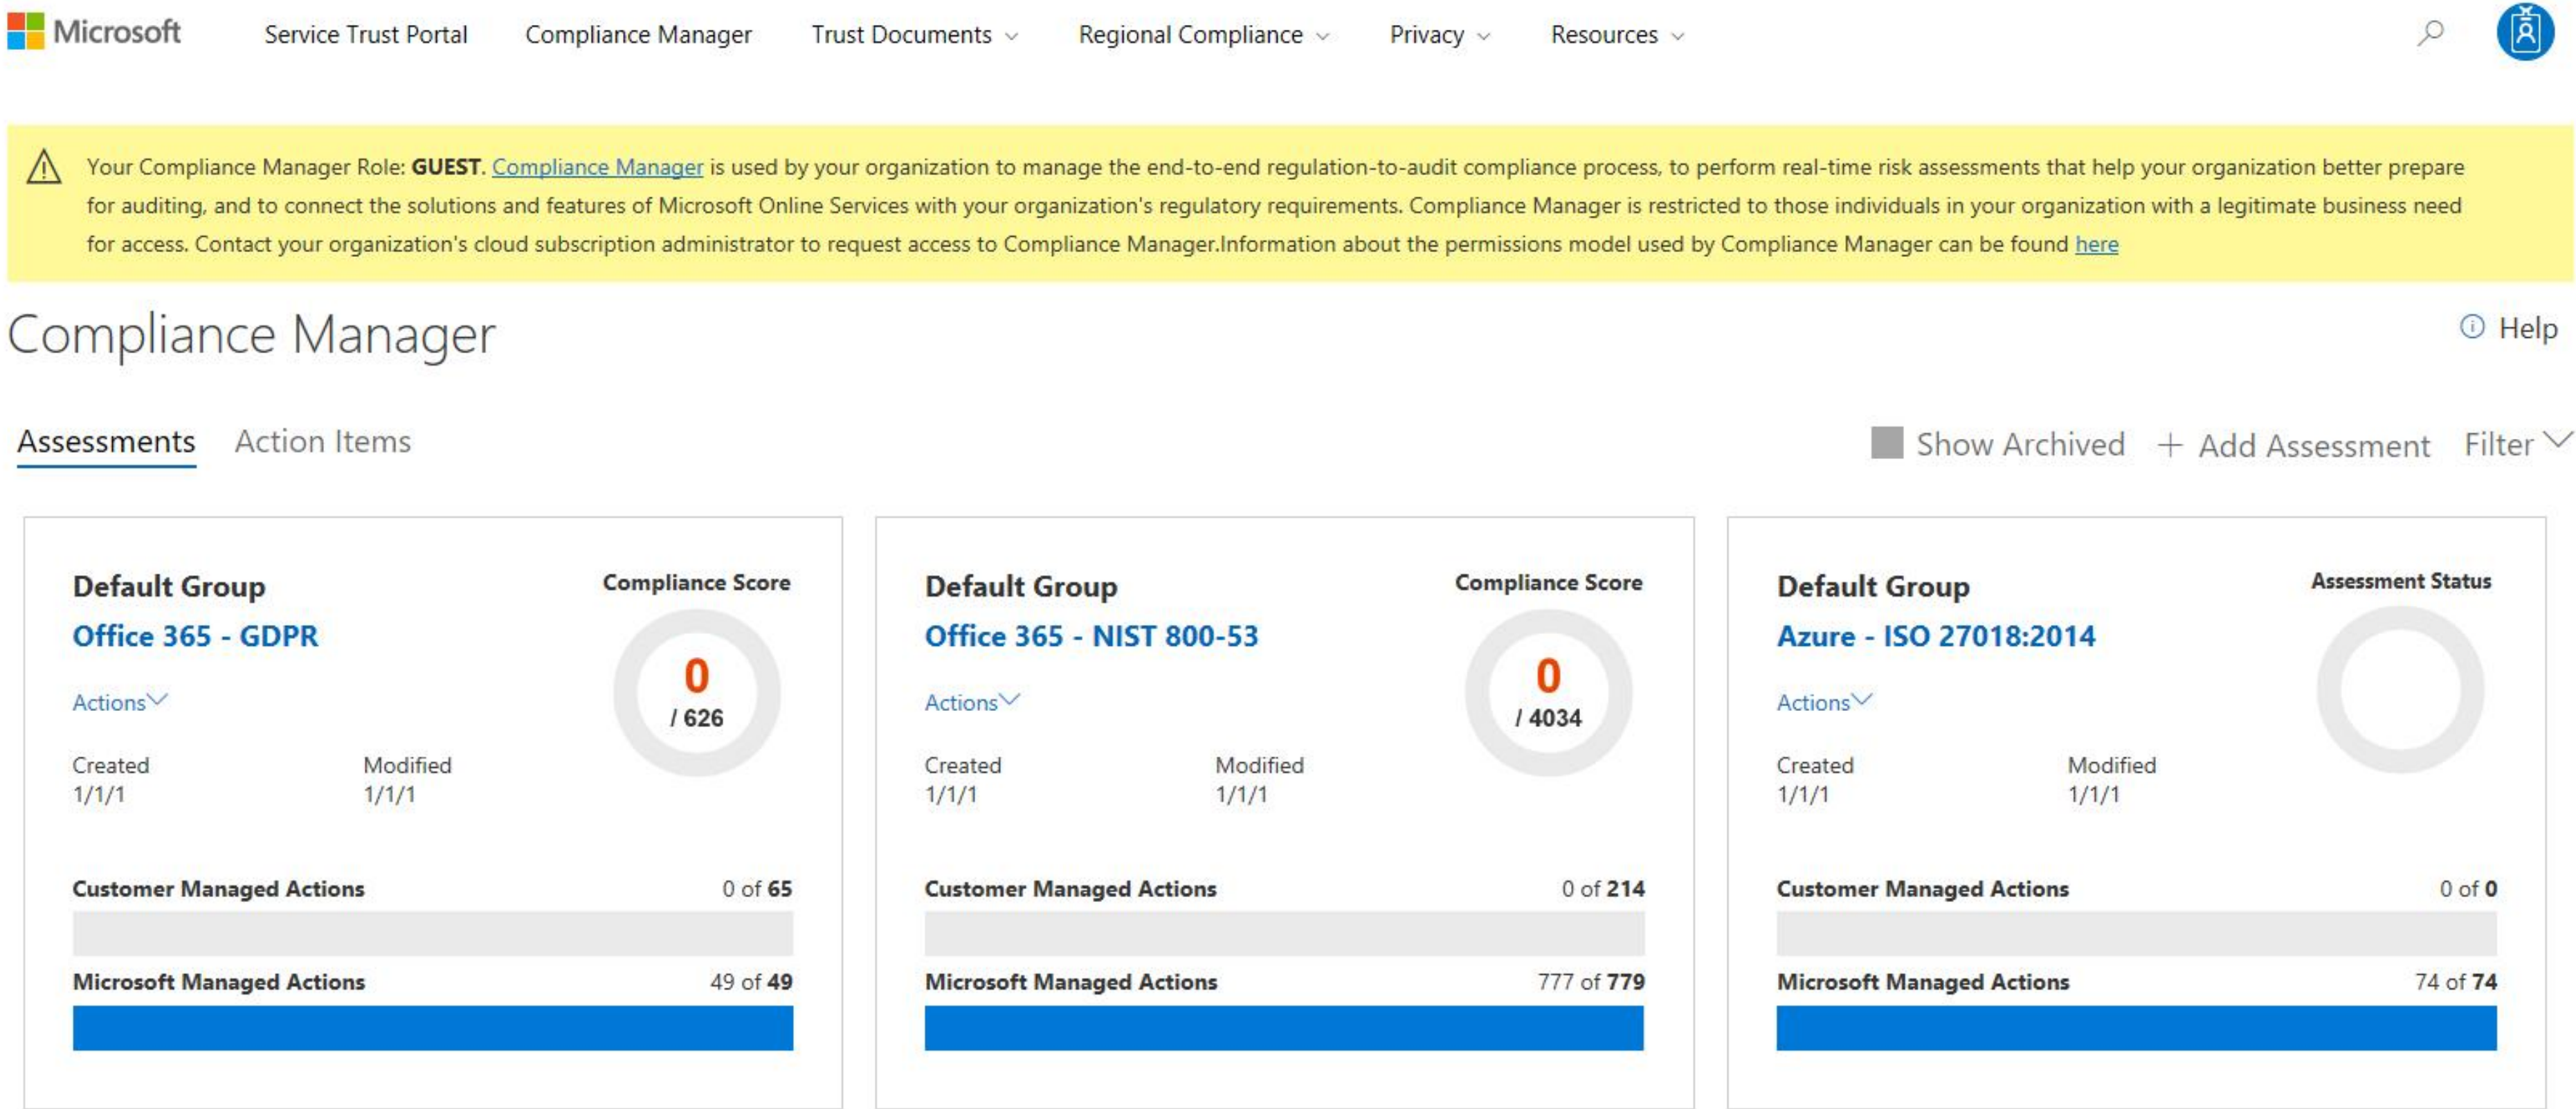 Microsoft Service Trust Portal Compliance Manager Trust Documents Regional Compliance Privacy Resources
Your Compliance Manager Role: GUEST. Compliance Manager is used by your organization to manage the end-to-end regulation-to-audit compliance process, to perform real-time risk assessments that help your organization better prepare
for auditing, and to connect the solutions and features of Microsoft Online Services with your organization's regulatory requirements. Compliance Manager is restricted to those individuals in your organization with a legitimate business need
for access. Contact your organization's cloud subscription administrator to request access to Compliance Manager.Information about the permissions model used by Compliance Manager can be found here
Compliance Manager
Help
Assessments Action Items
Show Archived + Add Assessment Filter
Default Group
Compliance Score
Office 365 - GDPR
0
/ 626
Actions
Created Modified
1/1/1 1/1/1
Customer Managed Actions 0 of 65
Microsoft Managed Actions 49 of 49
Default Group
Compliance Score
Office 365 - NIST 800-53
0
/ 4034
Actions
Created Modified
1/1/1 1/1/1
Customer Managed Actions 0 of 214
Microsoft Managed Actions 777 of 779
Default Group
Assessment Status
Azure - ISO 27018:2014
Actions
Created Modified
1/1/1 1/1/1
Customer Managed Actions 0 of 0
Microsoft Managed Actions 74 of 74